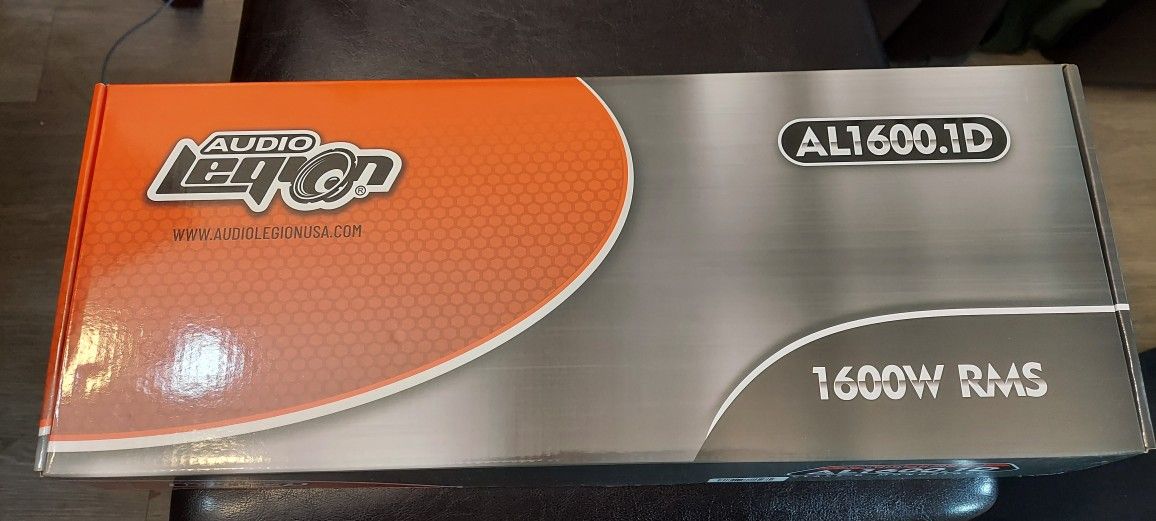 AUDIO
Legion®
WWW.AUDIOLEGIONUSA.COM
AL1600.1D
1600W RMS